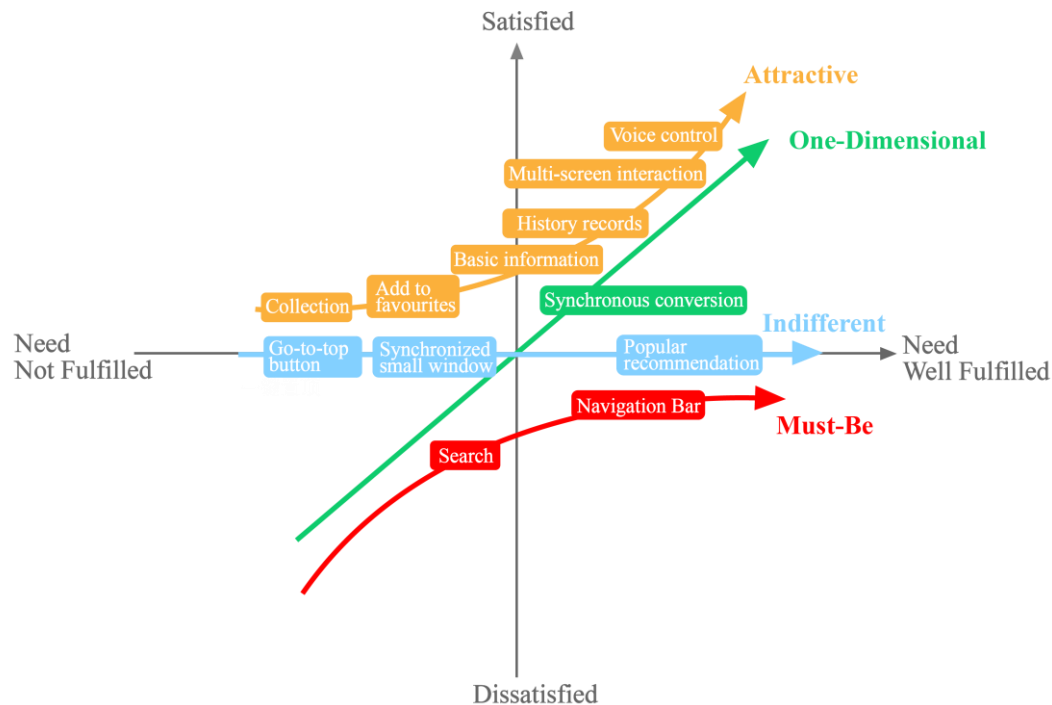 Satisfied
Attractive
Voice control
One-Dimensional
Multi-screen interaction
History records
Basic information
Add to
favourites
Collection
Synchronous conversion
Indifferent
Need
Not Fulfilled
Go-to-top
button
Synchronized
small window
Popular
recommendation
Need
Well Fulfilled
Navigation Bar
Must-Be
Search
Dissatisfied